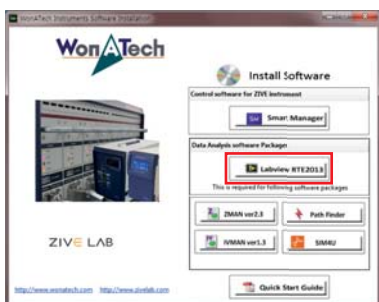 WonATech Instruments Software Installation
WonATech
Install Software
Control software for ZIVE Instrument
SM Smart Manager
Data Analysis software Package
Labview RTE2013
This is required for following software packages
ZMAN ver2.3
Path Finder
IVMAN ver1.3
SIM4U
ZIVE LAB
Quick Start Guide
http://www.wonatech.com http://www.zivelab.com